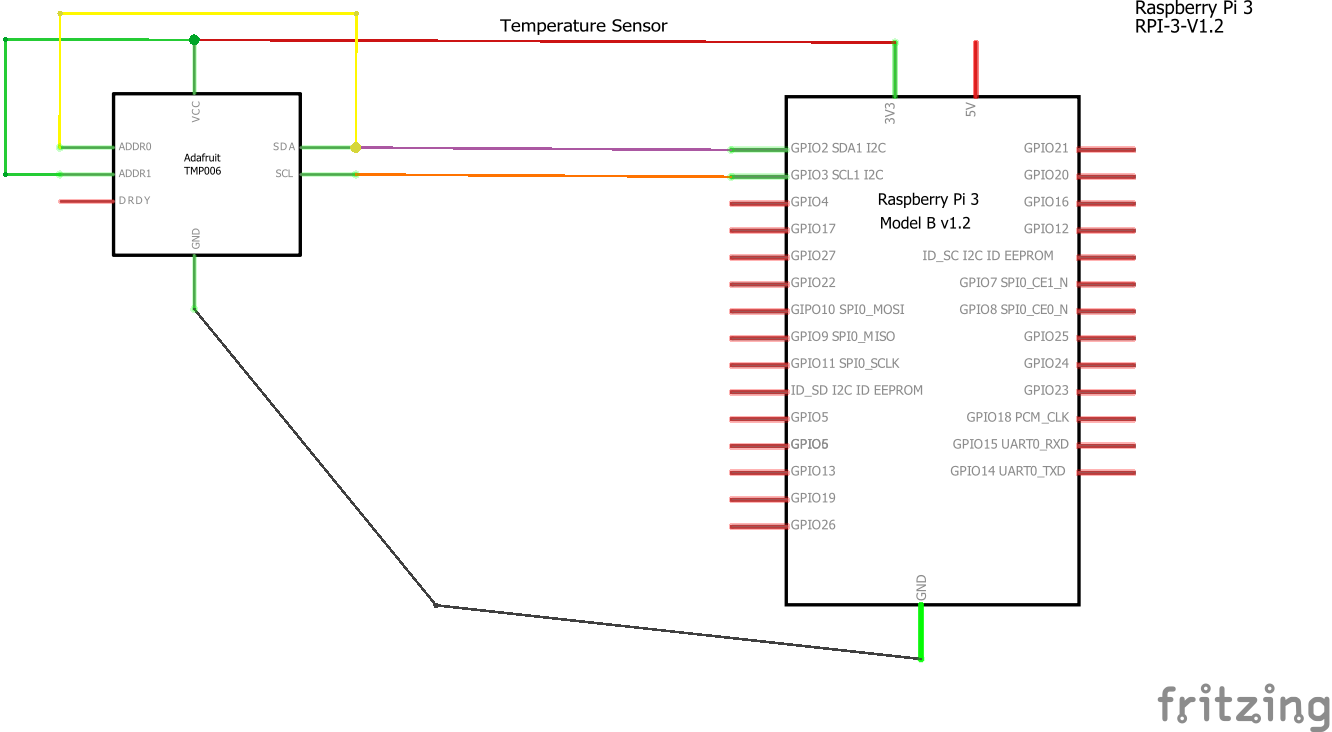 Temperature Sensor
Raspberry Pi 3
RPI-3-V1.2
VCC
ADDR0
ADDR1
DRDY
Adafruit
TMP006
SDA
SCL
GND
3V3
5V
GPIO2 SDA1 I2C
GPIO3 SCL1 I2C
GPIO4
GPIO17
GPIO27
GPIO22
GIPO10 SPI0_MOSI
GPIO9 SPI0_MISO
GPIO11 SPI0_SCLK
ID_SD I2C ID EEPROM
GPIO5
GPIO13
GPIO19
GPIO26
Raspberry Pi 3
Model B v1.2
GPIO21
GPIO20
GPIO16
GPIO12
ID_SC I2C ID EEPROM
GPIO7 SPI0_CE1_N
GPIO8 SPI0_CE0_N
GPIO25
GPIO24
GPIO23
GPIO18 PCM_CLK
GPIO15 UART0_RXD
GPIO14 UART0_TXD
GND
fritzing